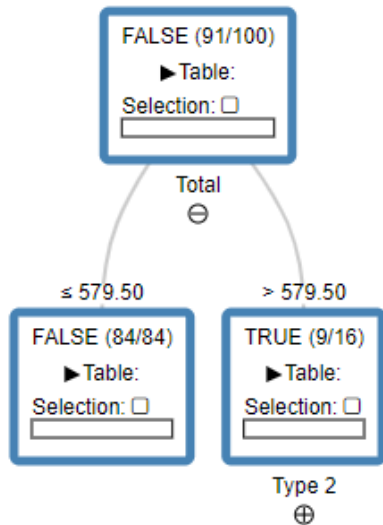 FALSE (91/100)
▶Table:
Selection:
Total
≤ 579.50
> 579.50
FALSE (84/84)
▶Table:
Selection:
TRUE (9/16)
▶Table:
Selection:
Type 2